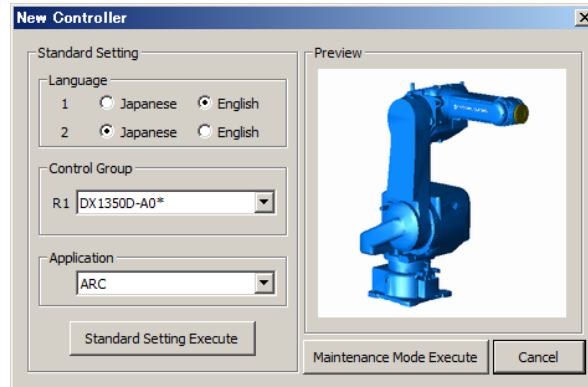 New Controller
Standard Setting
Language
1 Japanese English
2 Japanese English
Control Group
R1 DX1350D-A0*
Application
ARC
Standard Setting Execute
Preview
Maintenance Mode Execute
Cancel